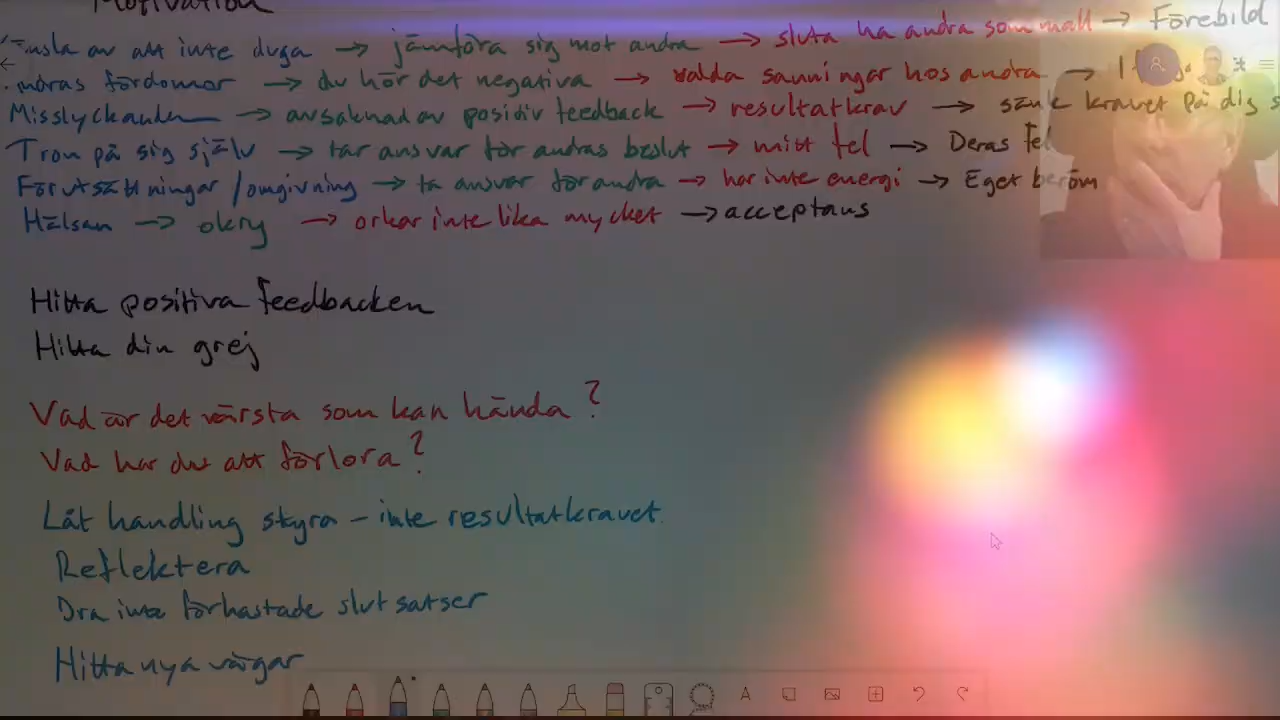 Motivation
av att inte duga → jämföra sig mot andra → sluta ha andra som mall → Förebild
fördomar → du hör det negativa → valda sanningar hos andra →
Misslyckanden → avsaknad av positiv feedback → resultatkrav → sänk kravet på dig
Tron på sig själv → tar ansvar för andras beslut → mitt fel → Deras fel
Förutsättningar/omgivning → ta ansvar för andra → har inte energi → Eget beröm
Hälsan → okry → orkar inte lika mycket → acceptans
Hitta positiva feedbacken
Hitta din grej
Vad är det värsta som kan hända?
Vad har du att förlora?
Låt handling styra - inte resultatkravet.
Reflektera
Dra inte förhastade slutsatser
Hitta nya vägar